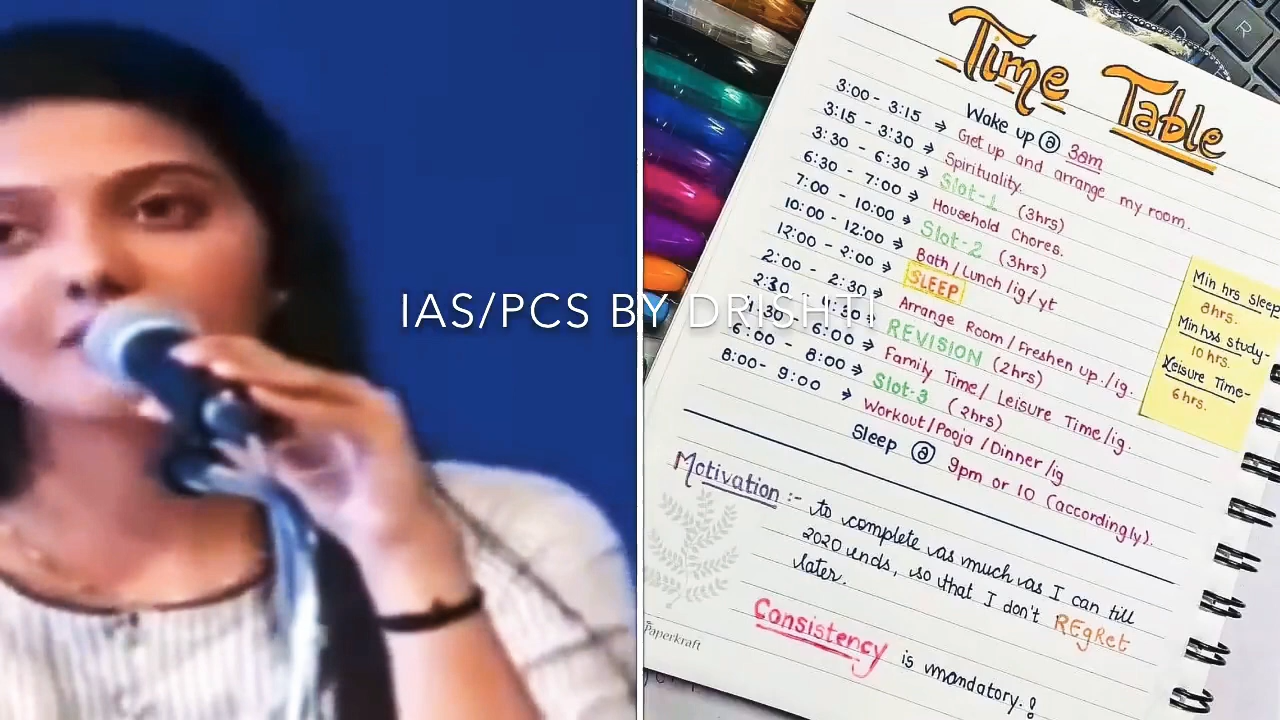 IAS/PCS BY DRISHTI
Time Table
Wake up @ 3am
3:00 - 3:15 → Get up and arrange my room.
3:15 - 3:30 → Spirituality.
3:30 - 6:30 → Slot-1 (3hrs)
6:30 - 7:00 → Household Chores.
7:00 - 10:00 → Slot-2 (3hrs)
10:00 - 12:00 → Bath/Lunch/ig/yt
12:00 - 2:00 → SLEEP
2:00 - 2:30 → Arrange Room/Freshen up./ig.
2:30 - 4:30 → REVISION (2hrs)
4:30 - 6:00 → Family Time/Leisure Time/ig.
6:00 - 8:00 → Slot-3 (2hrs)
8:00 - 9:00 → Workout/Pooja/Dinner/ig
Sleep @ 9pm or 10 (accordingly).
Min hrs sleep
8hrs.
Min hrs study-
10 hrs.
Leisure Time-
6 hrs.
Motivation :- to complete as much as I can till
2020 ends, so that I don't REgRet
later.
Consistency is mandatory.!
Paperkraft
R